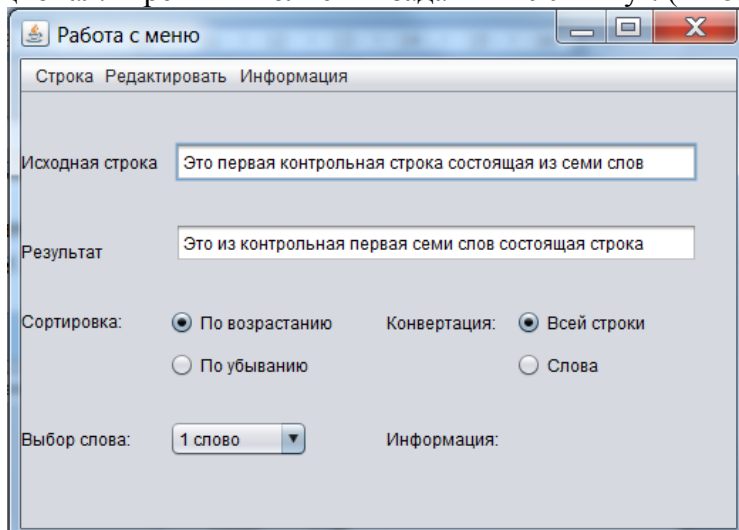 Работа с меню
Строка Редактировать Информация
Исходная строка Это первая контрольная строка состоящая из семи слов
Результат Это из контрольная первая семи слов состоящая строка
Сортировка: По возрастанию Конвертация: Всей строки
По убыванию Слова
Выбор слова: 1 слово Информация: